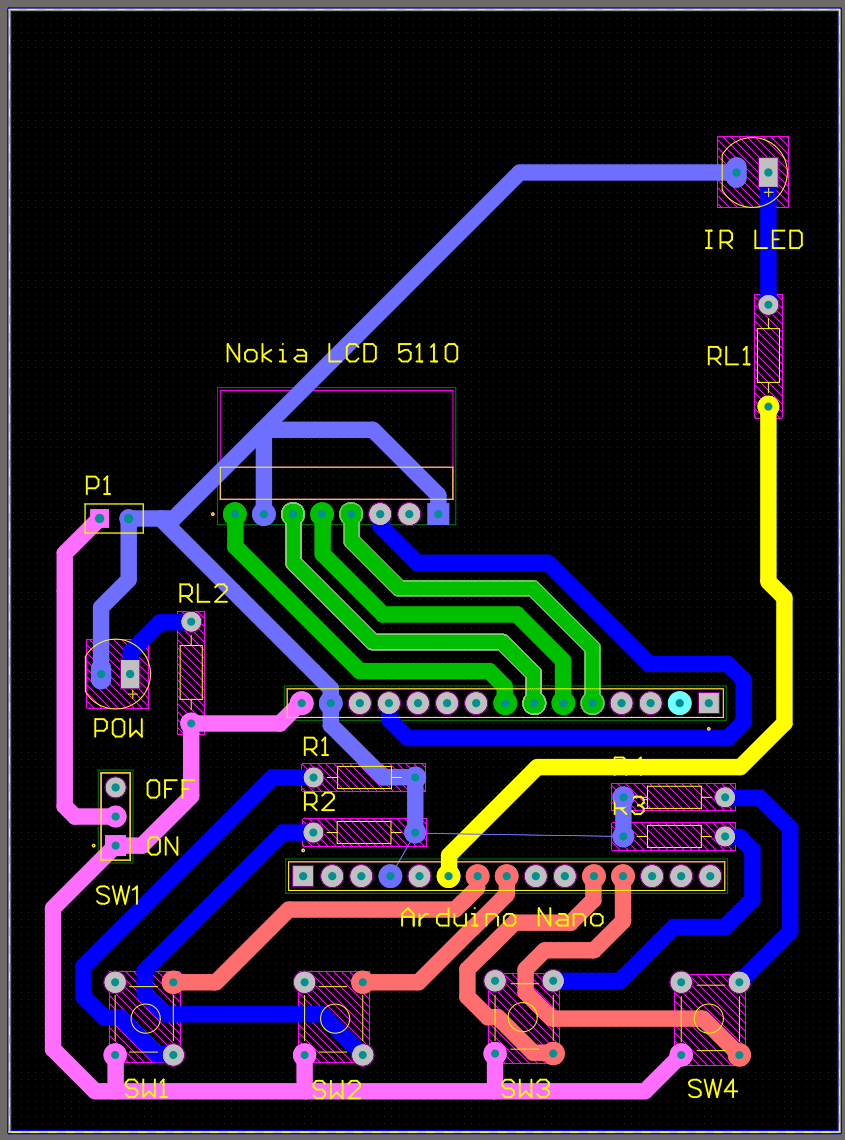 IR LED
Nokia LCD 5110
RL1
P1
RL2
POW
R1
OFF
R2
R3
ON
SW1
Arduino Nano
SW1
SW2
SW3
SW4